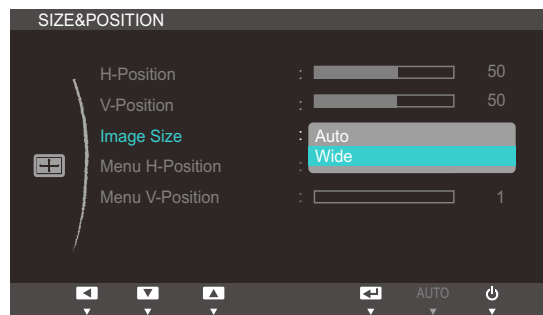 SIZE&POSITION
H-Position : 50
V-Position : 50
Image Size : Auto
Wide
Menu H-Position :
Menu V-Position : 1
AUTO